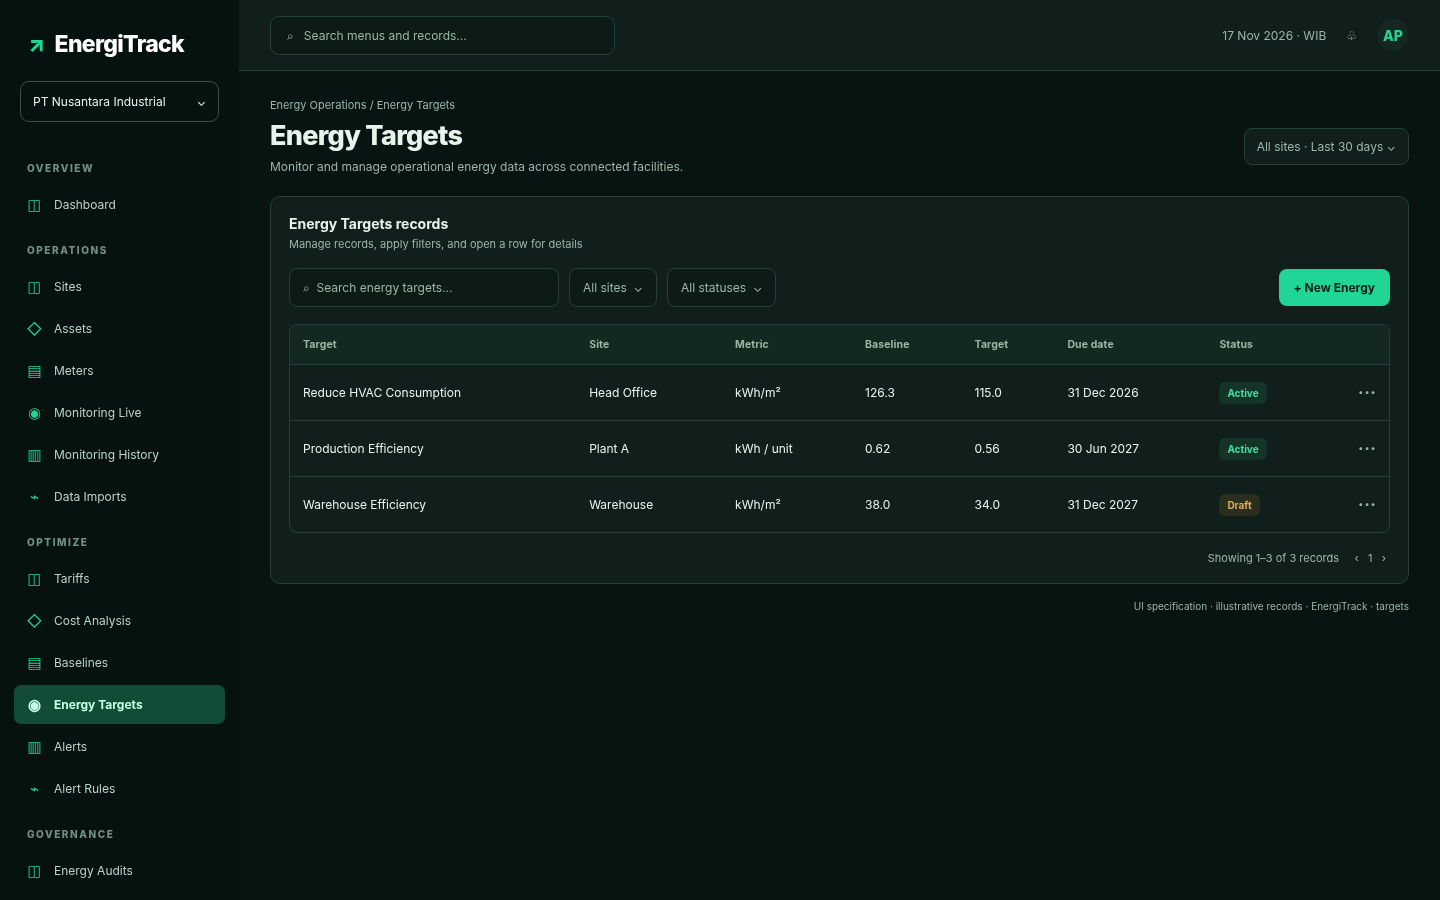 EnergiTrack
PT Nusantara Industrial
OVERVIEW
Dashboard
OPERATIONS
Sites
Assets
Meters
Monitoring Live
Monitoring History
Data Imports
OPTIMIZE
Tariffs
Cost Analysis
Baselines
Energy Targets
Alerts
Alert Rules
GOVERNANCE
Energy Audits
Search menus and records...
17 Nov 2026 · WIB
AP
Energy Operations / Energy Targets
Energy Targets
Monitor and manage operational energy data across connected facilities.
All sites · Last 30 days
Energy Targets records
Manage records, apply filters, and open a row for details
Search energy targets...
All sites
All statuses
+ New Energy
Target Site Metric Baseline Target Due date Status
Reduce HVAC Consumption Head Office kWh/m² 126.3 115.0 31 Dec 2026 Active
Production Efficiency Plant A kWh / unit 0.62 0.56 30 Jun 2027 Active
Warehouse Efficiency Warehouse kWh/m² 38.0 34.0 31 Dec 2027 Draft
Showing 1–3 of 3 records ‹ 1 ›
UI specification · illustrative records · EnergiTrack · targets